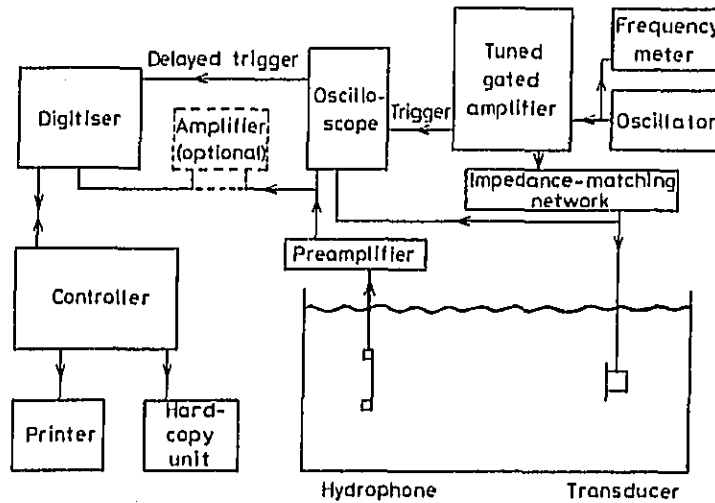 Delayed trigger
Digitiser
Amplifier
(optional)
Oscillo-
scope
Trigger
Tuned
gated
amplifier
Frequency
meter
Oscillator
Impedance-matching
network
Preamplifier
Controller
Printer
Hard-
copy
unit
Hydrophone
Transducer